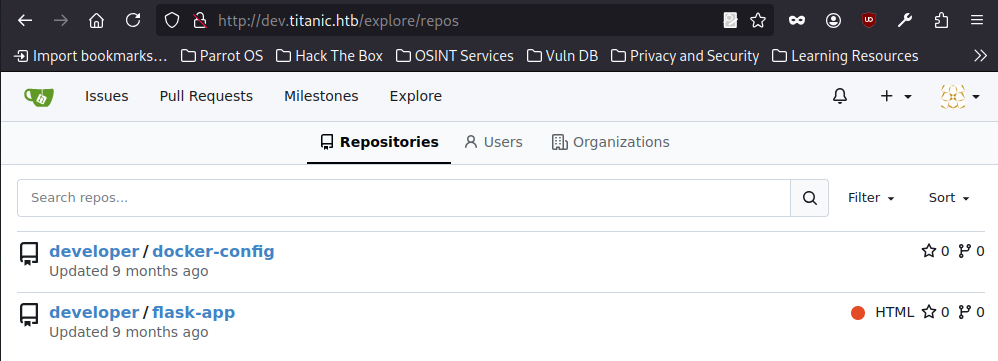 http://dev.titanic.htb/explore/repos
Import bookmarks... Parrot OS Hack The Box OSINT Services Vuln DB Privacy and Security Learning Resources
Issues Pull Requests Milestones Explore
Repositories Users Organizations
Search repos... Filter Sort
developer / docker-config 0 0
Updated 9 months ago
developer / flask-app HTML 0 0
Updated 9 months ago